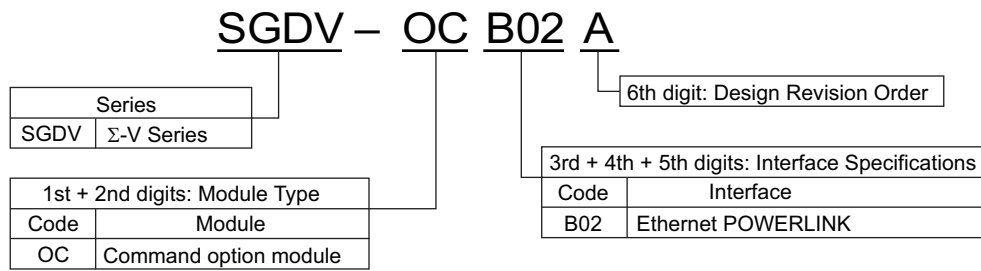 SGDV – OC B02 A
6th digit: Design Revision Order
Series
SGDV Σ-V Series
3rd + 4th + 5th digits: Interface Specifications
Code Interface
B02 Ethernet POWERLINK
1st + 2nd digits: Module Type
Code Module
OC Command option module